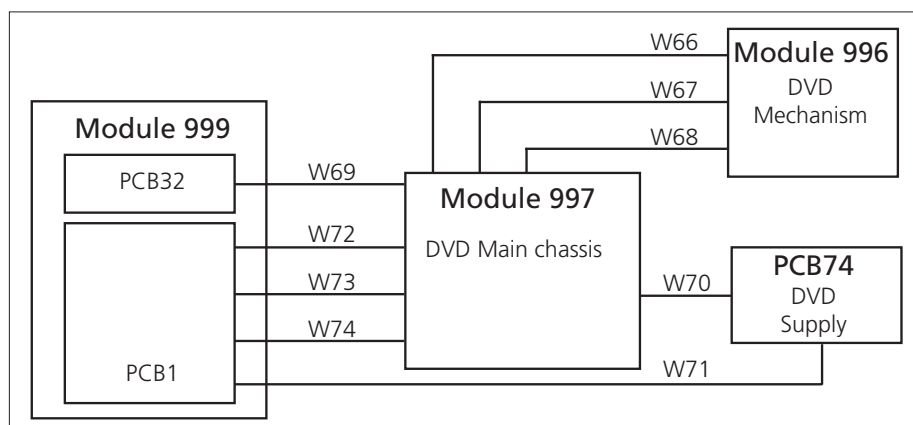 W66
Module 996
DVD
Mechanism
W67
W68
Module 999
PCB32
W69
Module 997
DVD Main chassis
W72
W73
W74
PCB1
W70
PCB74
DVD
Supply
W71